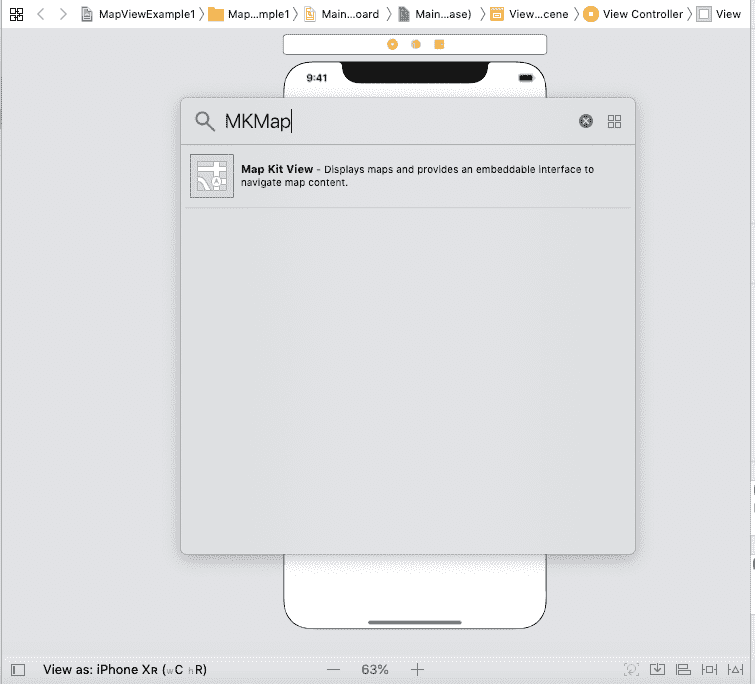 MapViewExample1 Map...mple1 Main....oard Main...ase) View...cene View Controller View
9:41
MKMap
Map Kit View - Displays maps and provides an embeddable interface to
navigate map content.
View as: iPhone XR (wC hR) 63%